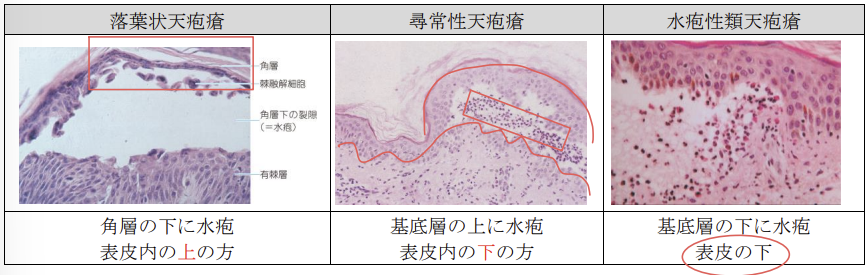 落葉状天疱瘡
尋常性天疱瘡
水疱性類天疱瘡
角層
棘融解細胞
角層下の裂隙
(=水疱)
有棘層
角層の下に水疱
表皮内の上の方
基底層の上に水疱
表皮内の下の方
基底層の下に水疱
表皮の下